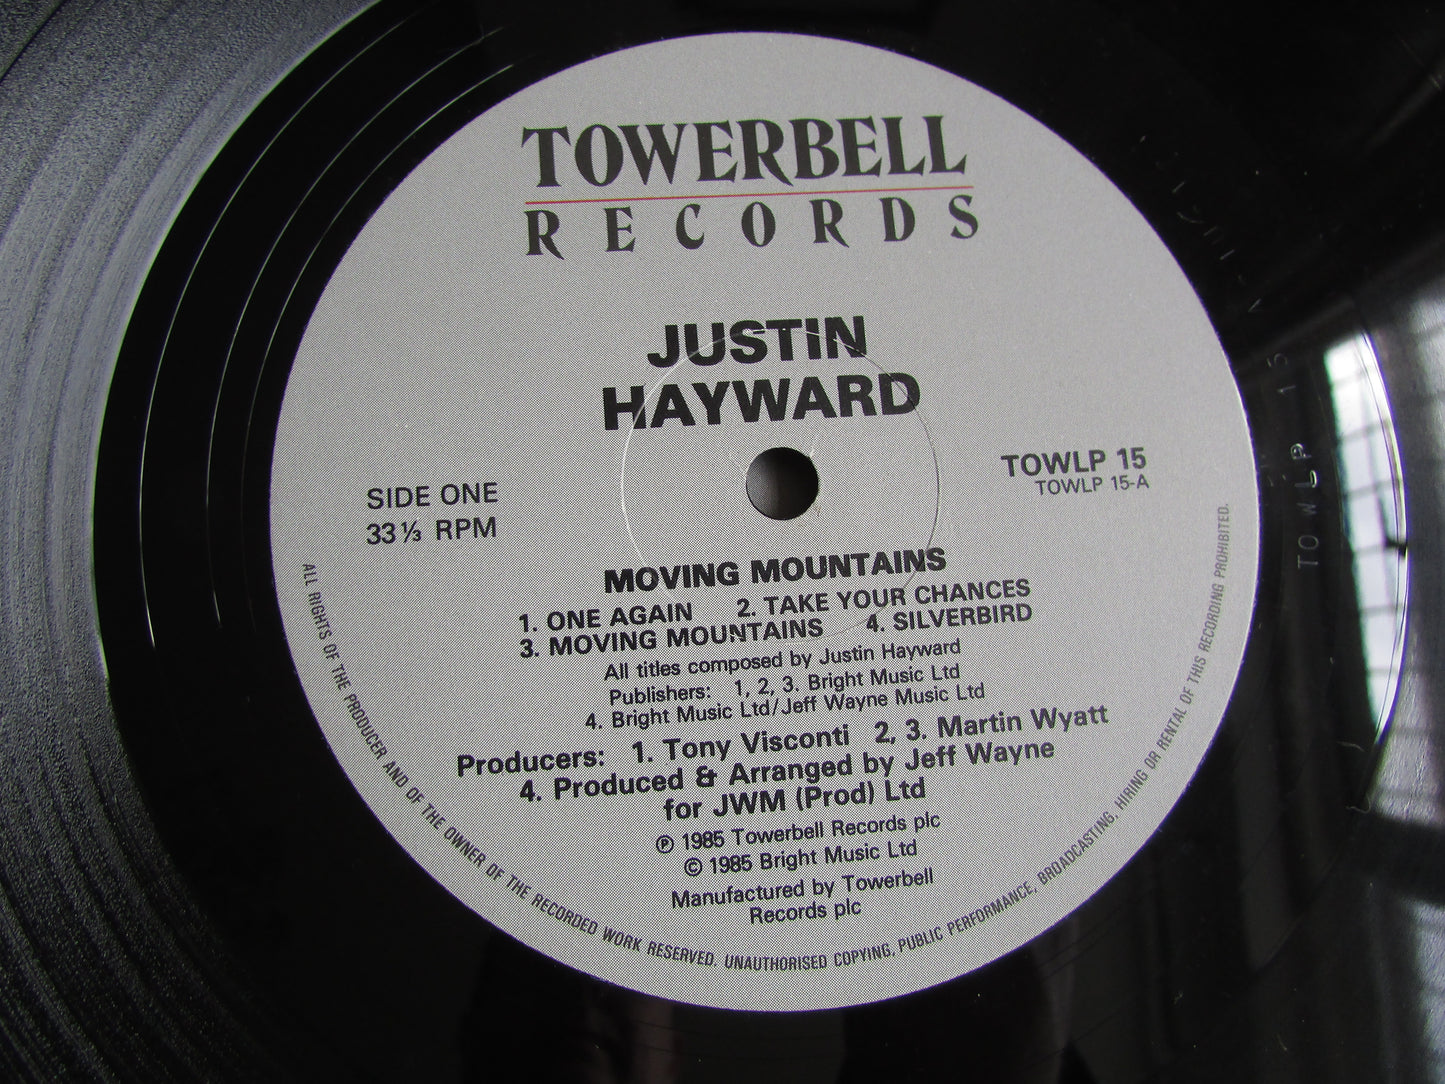 TOWERBELL
RECORDS
JUSTIN
HAYWARD
SIDE ONE
33⅓ RPM
TOWLP 15
TOWLP 15-A
MOVING MOUNTAINS
1. ONE AGAIN 2. TAKE YOUR CHANCES
3. MOVING MOUNTAINS 4. SILVERBIRD
All titles composed by Justin Hayward
Publishers: 1, 2, 3. Bright Music Ltd
4. Bright Music Ltd/Jeff Wayne Music Ltd
Producers: 1. Tony Visconti 2, 3. Martin Wyatt
4. Produced & Arranged by Jeff Wayne
for JWM (Prod) Ltd
℗ 1985 Towerbell Records plc
© 1985 Bright Music Ltd
Manufactured by Towerbell
Records plc
ALL RIGHTS OF THE PRODUCER AND OF THE OWNER OF THE RECORDED WORK RESERVED. UNAUTHORISED COPYING, PUBLIC PERFORMANCE, BROADCASTING, HIRING OR RENTAL OF THIS RECORDING PROHIBITED.
TOWLP 15